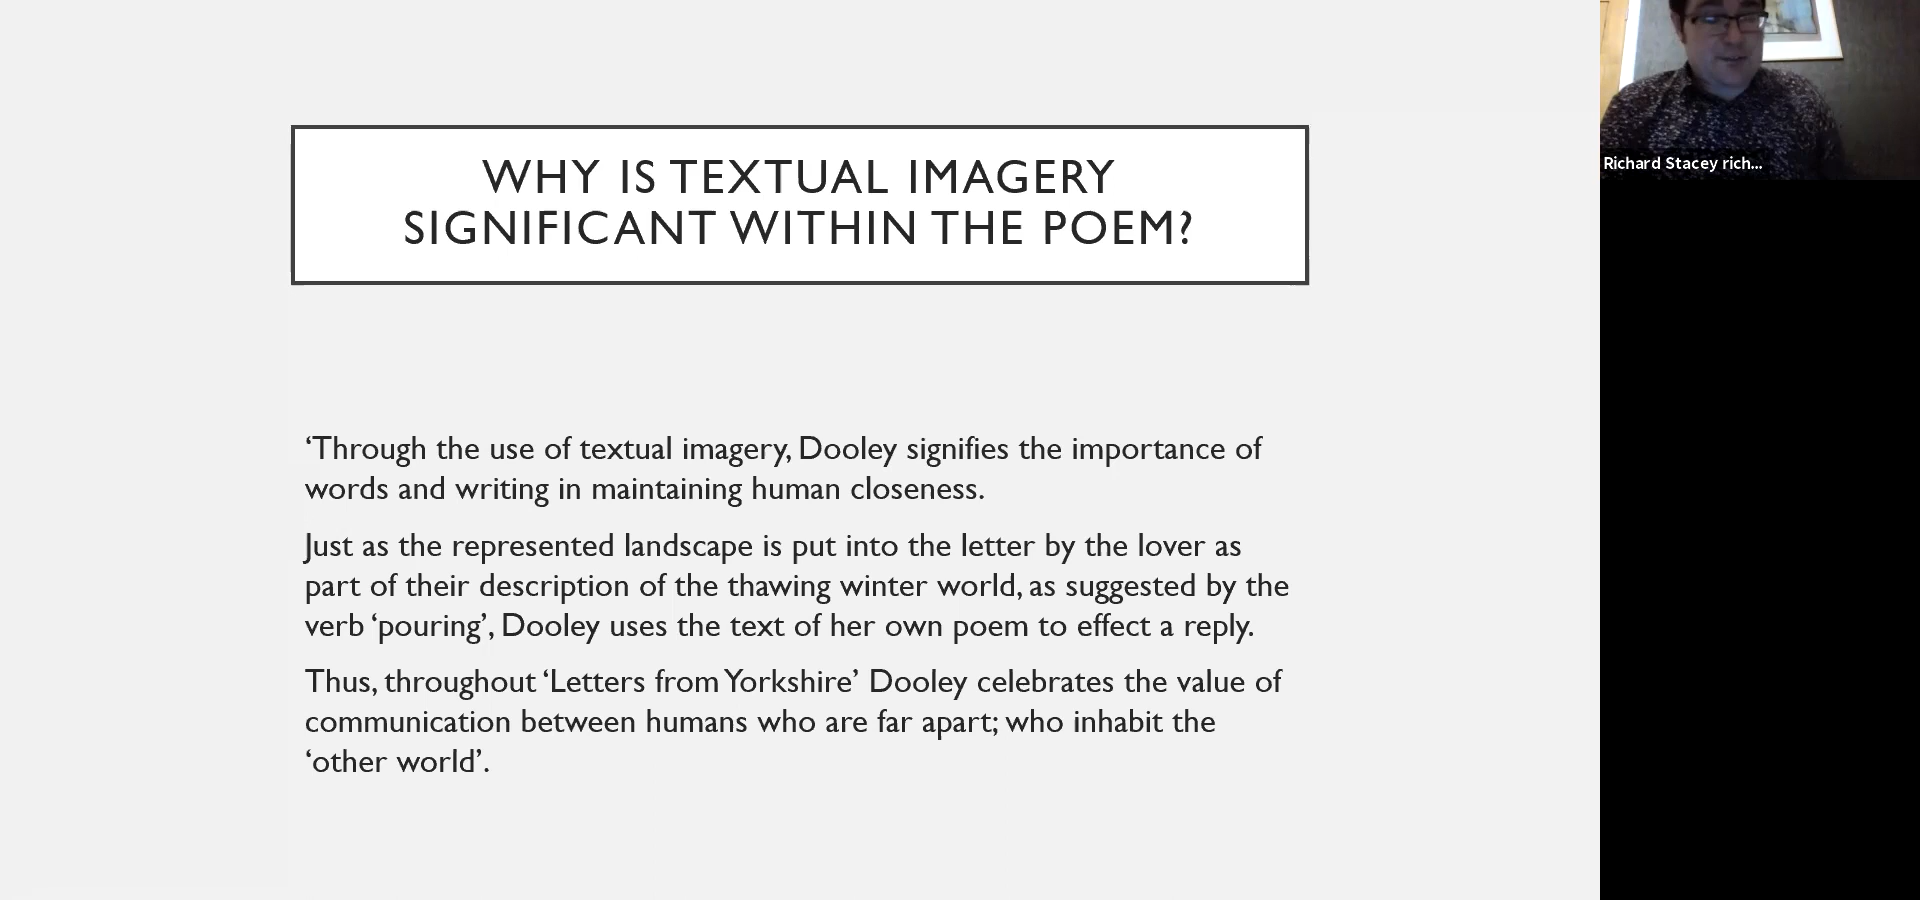 WHY IS TEXTUAL IMAGERY
SIGNIFICANT WITHIN THE POEM?
‘Through the use of textual imagery, Dooley signifies the importance of
words and writing in maintaining human closeness.
Just as the represented landscape is put into the letter by the lover as
part of their description of the thawing winter world, as suggested by the
verb ‘pouring’, Dooley uses the text of her own poem to effect a reply.
Thus, throughout ‘Letters from Yorkshire’ Dooley celebrates the value of
communication between humans who are far apart; who inhabit the
‘other world’.
Richard Stacey rich...